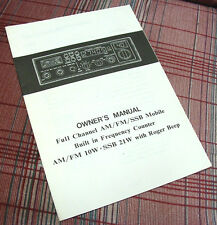 OWNER'S MANUAL
Full Channel AM/FM/SSB Mobile
Built in Frequency Counter
AM/FM 10W·SSB 21W with Roger Beep